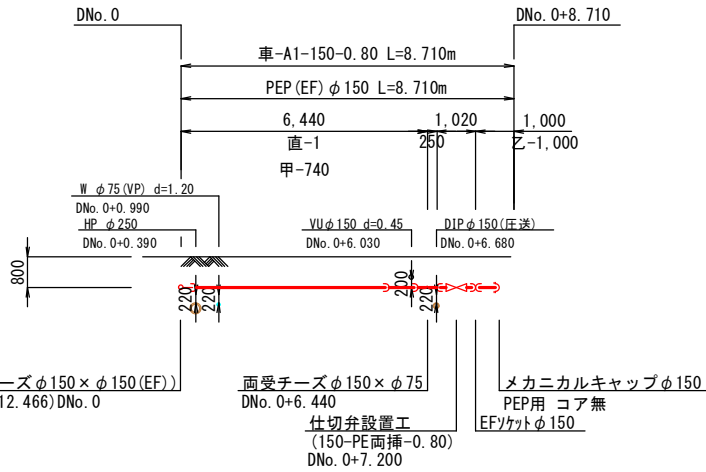 DNo. 0
DNo. 0+8.710
車-A1-150-0.80 L=8.710m
PEP(EF)φ150 L=8.710m
6,440
1,020
1,000
直-1
250
乙-1,000
甲-740
W φ75(VP) d=1.20
DNo. 0+0.990
HP φ250
DNo. 0+0.390
VUφ150 d=0.45
DNo. 0+6.030
DIPφ150(圧送)
DNo. 0+6.680
800
220
220
200
220
ーズφ150×φ150(EF))
12.466)DNo. 0
両受チーズφ150×φ75
DNo. 0+6.440
メカニカルキャップφ150
PEP用 コア無
仕切弁設置工
(150-PE両挿-0.80)
DNo. 0+7.200
EFソケットφ150